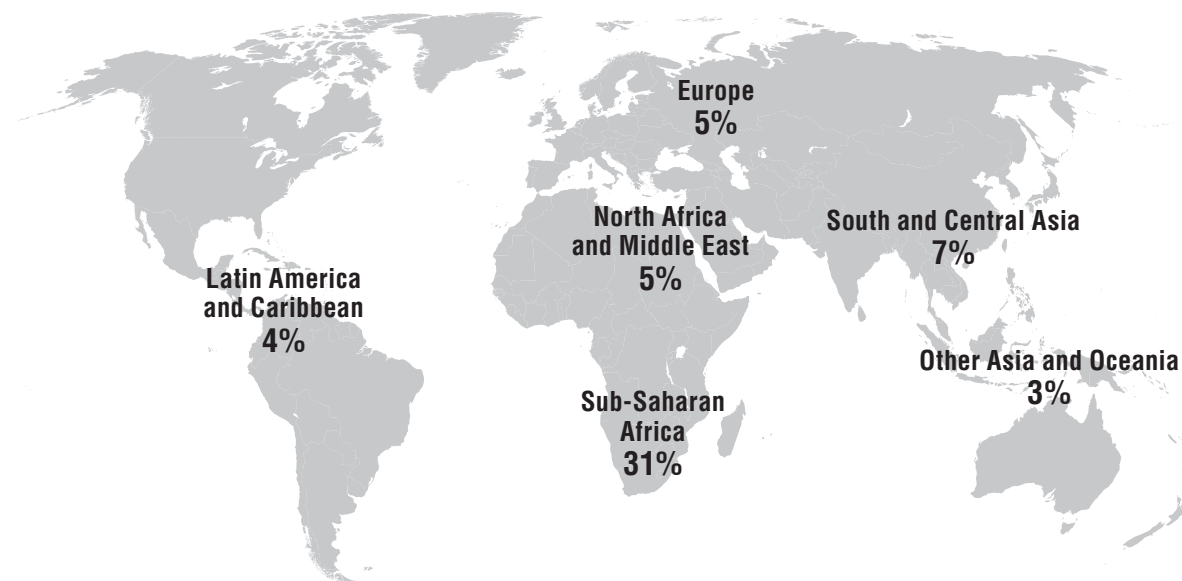 Europe
5%
North Africa
and Middle East
5%
South and Central Asia
7%
Latin America
and Caribbean
4%
Other Asia and Oceania
3%
Sub-Saharan
Africa
31%